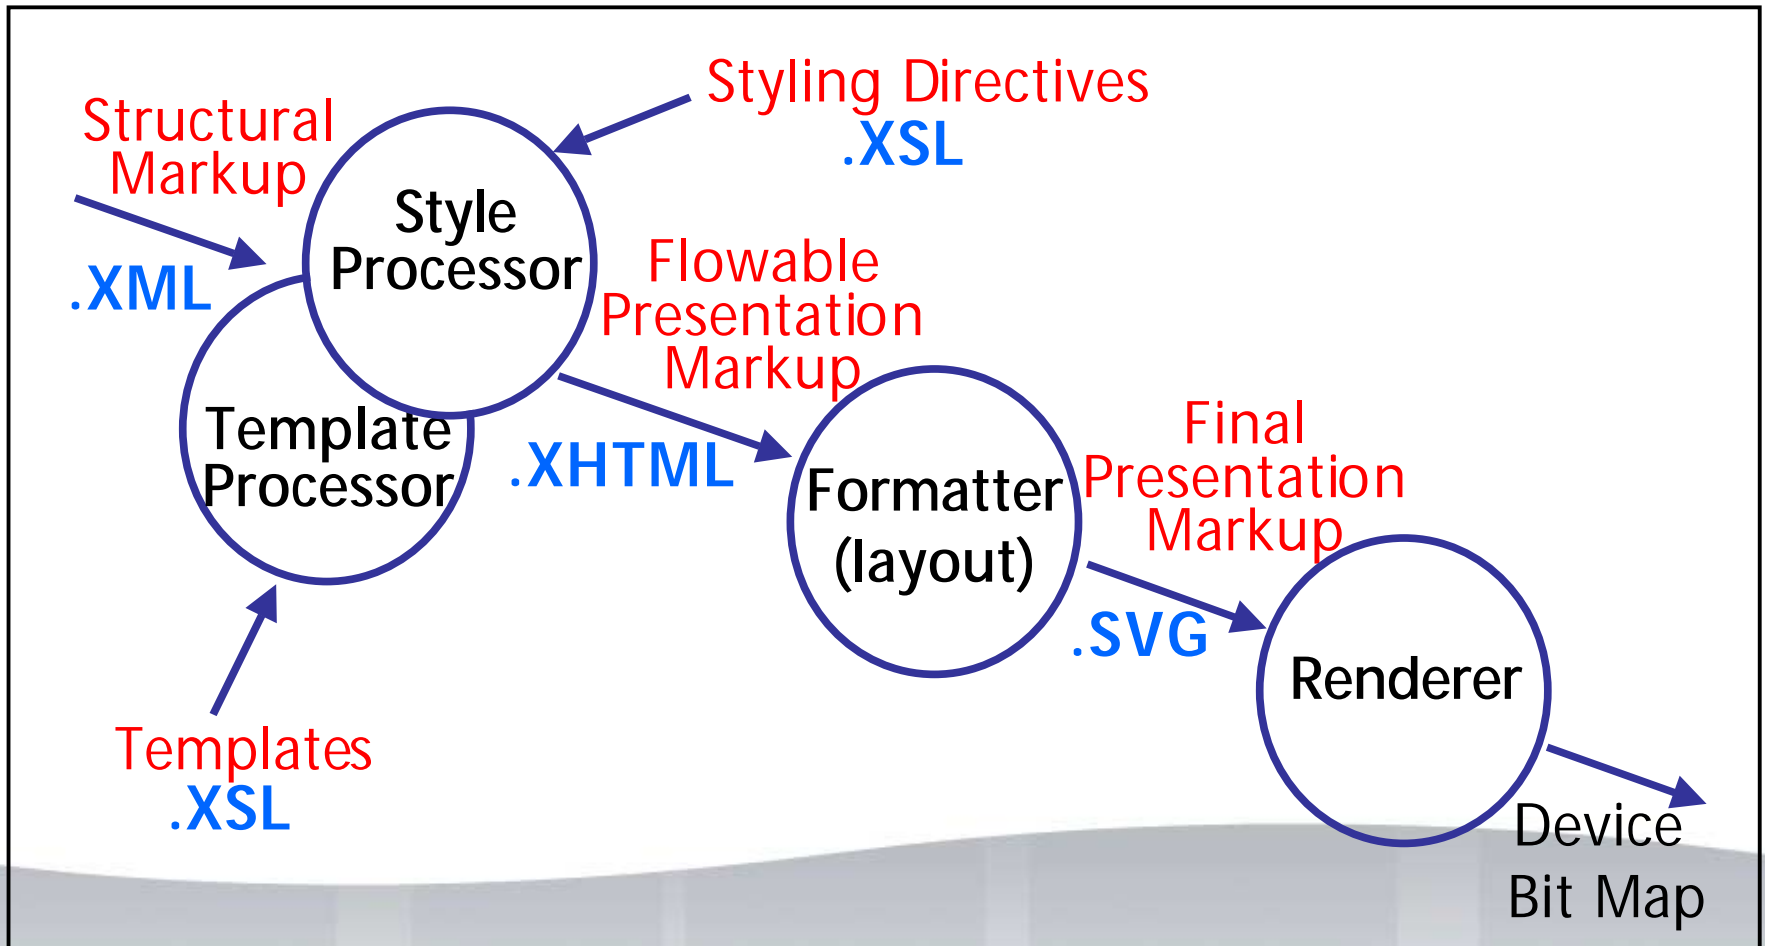 Structural
Markup
.XML
Styling Directives
.XSL
Style
Processor
Template
Processor
Templates
.XSL
Flowable
Presentation
Markup
.XHTML
Formatter
(layout)
Final
Presentation
Markup
.SVG
Renderer
Device
Bit Map